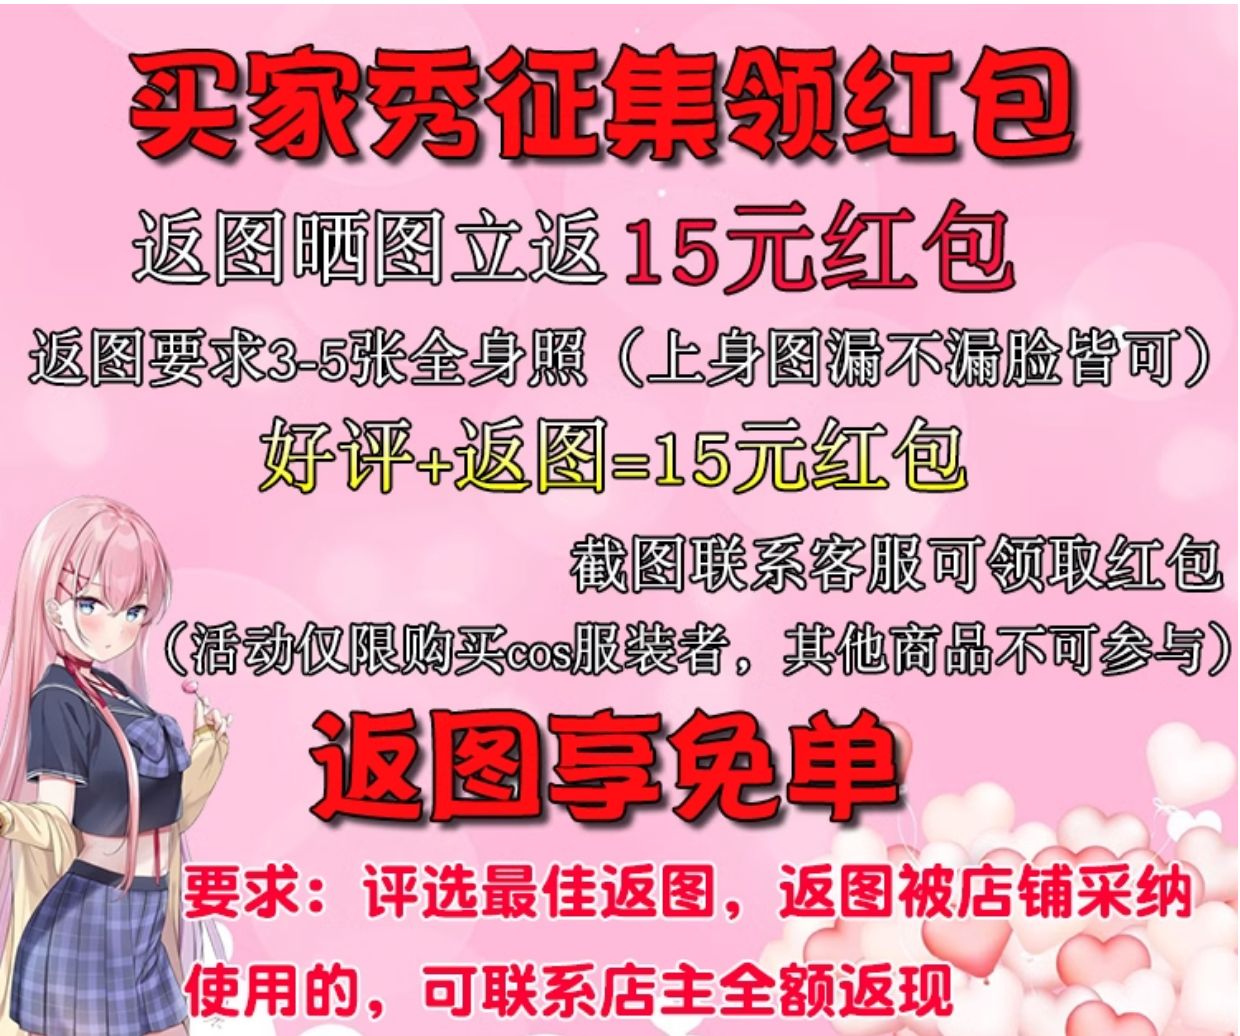 买家秀征集领红包
返图晒图立返15元红包
返图要求3-5张全身照（上身图漏不漏脸皆可）
好评+返图=15元红包
截图联系客服可领取红包
（活动仅限购买cos服装者，其他商品不可参与）
返图享免单
要求：评选最佳返图，返图被店铺采纳
使用的，可联系店主全额返现